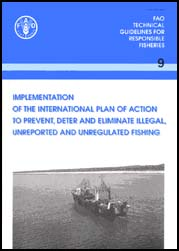 FAO
TECHNICAL
GUIDELINES FOR
RESPONSIBLE
FISHERIES
9
IMPLEMENTATION
OF THE INTERNATIONAL PLAN OF ACTION
TO PREVENT, DETER AND ELIMINATE ILLEGAL,
UNREPORTED AND UNREGULATED FISHING